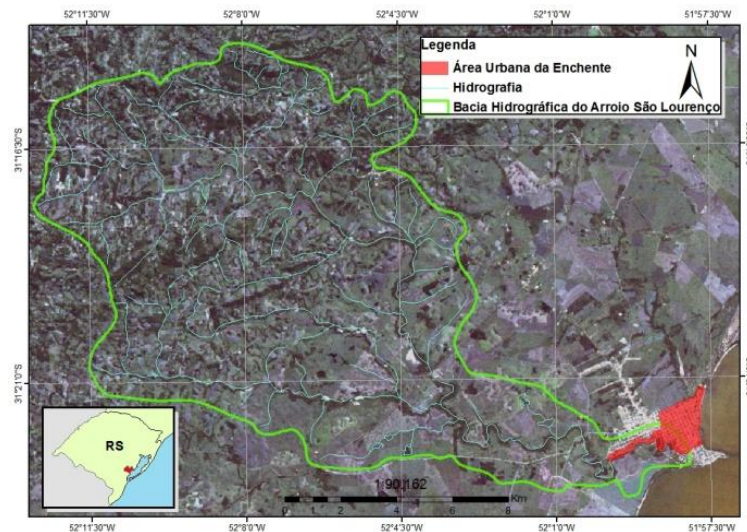 52°11'30"W 52°8'0"W 52°4'30"W 52°1'0"W 51°57'30"W
Legenda
Área Urbana da Enchente
Hidrografia
Bacia Hidrográfica do Arroio São Lourenço
N
31°16'30"S
31°21'0"S
RS
1:90.162
0 1 2 4 6 8
Km
52°11'30"W 52°8'0"W 52°4'30"W 52°1'0"W 51°57'30"W